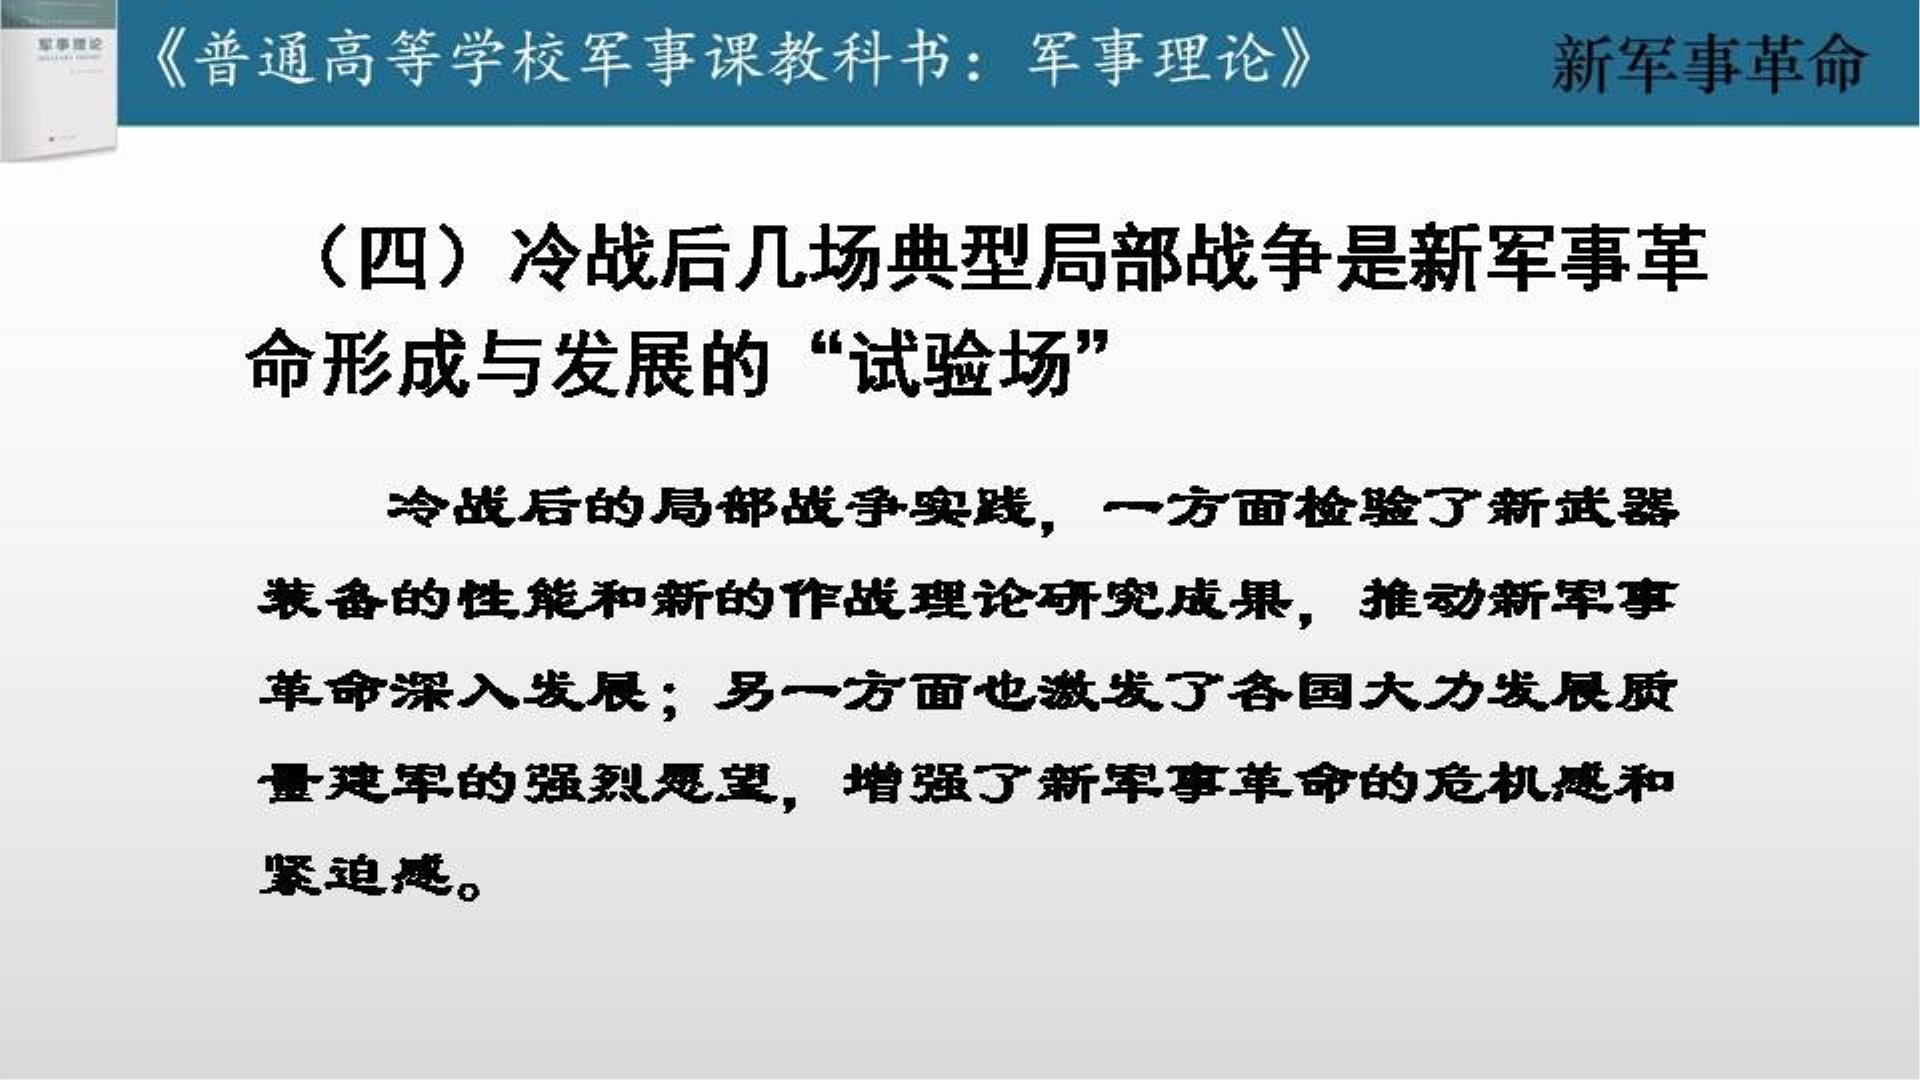 军事理论
《普通高等学校军事课教科书：军事理论》
新军事革命
（四）冷战后几场典型局部战争是新军事革
命形成与发展的“试验场”
冷战后的局部战争实践，一方面检验了新武器
装备的性能和新的作战理论研究成果，推动新军事
革命深入发展；另一方面也激发了各国大力发展质
量建军的强烈愿望，增强了新军事革命的危机感和
紧迫感。